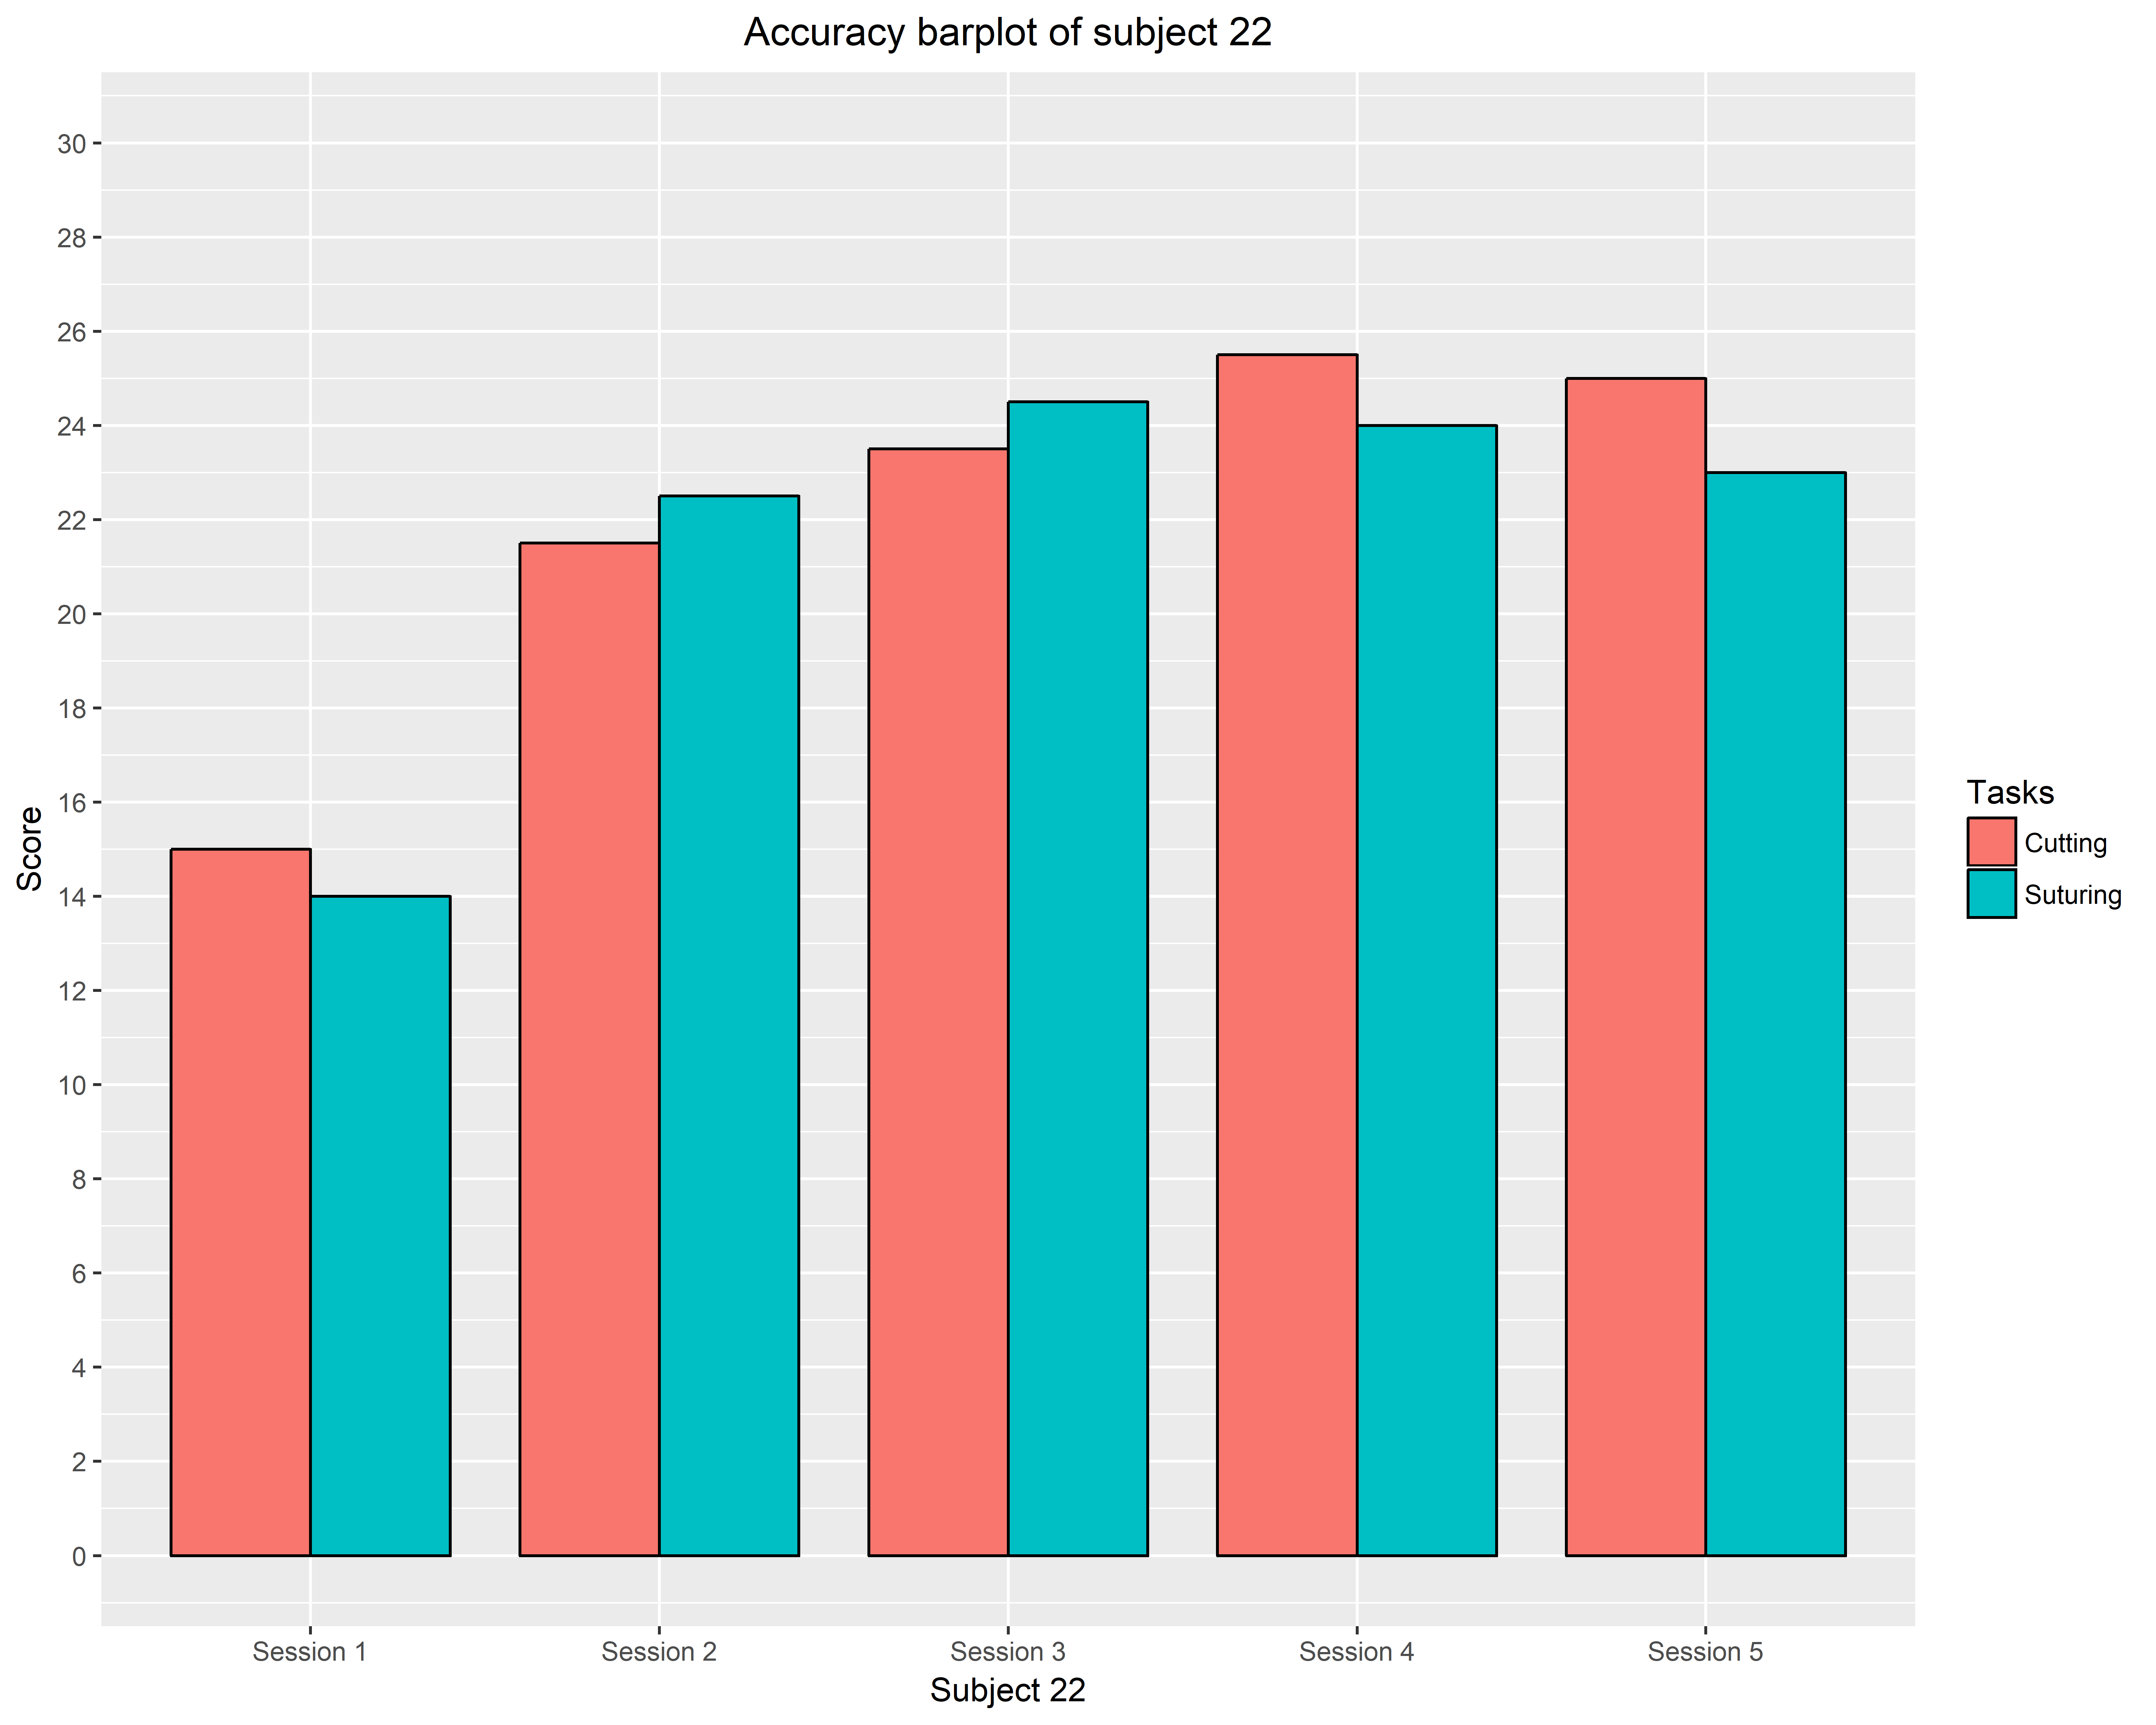 Accuracy barplot of subject 22
Score
30
28
26
24
22
20
18
16
14
12
10
8
6
4
2
0
Session 1
Session 2
Session 3
Session 4
Session 5
Subject 22
Tasks
Cutting
Suturing